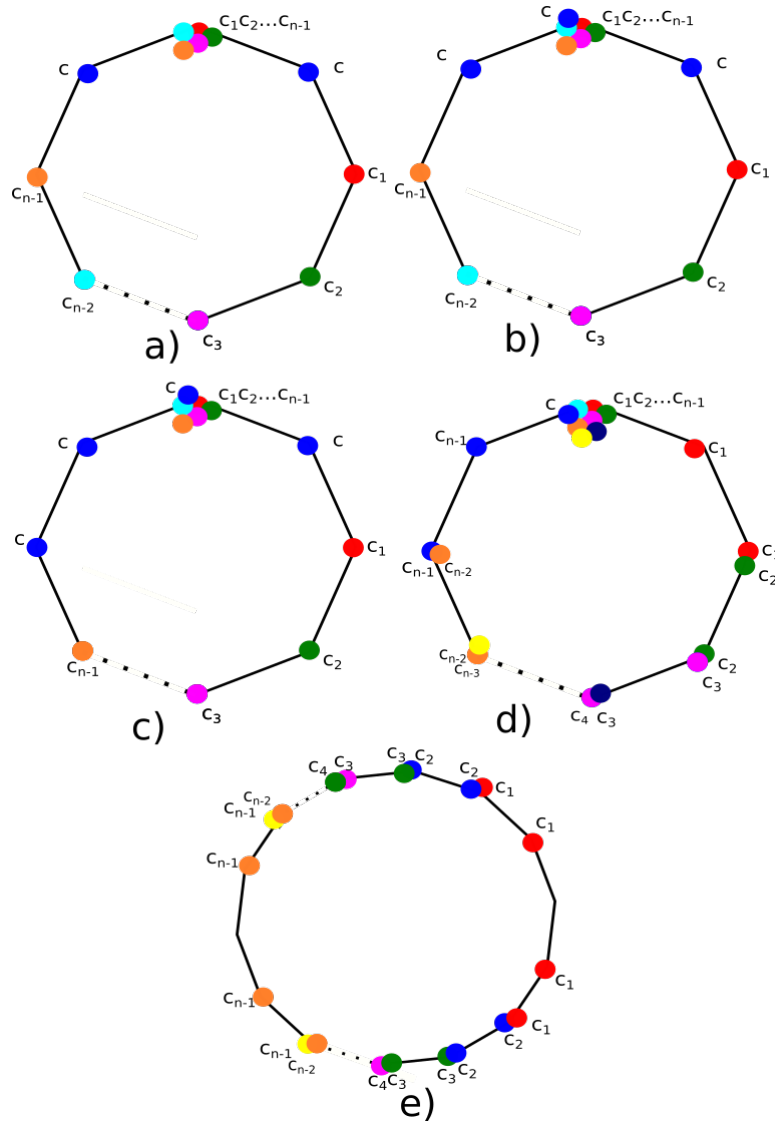 C₁C₂...Cₙ₋₁
C C
Cₙ₋₁ C₁
Cₙ₋₂ C₂
C₃
a)
C C₁C₂...Cₙ₋₁
C C
Cₙ₋₁ C₁
Cₙ₋₂ C₂
C₃
b)
C C₁C₂...Cₙ₋₁
C C
C C₁
Cₙ₋₁ C₂
C₃
c)
C C₁C₂...Cₙ₋₁
Cₙ₋₁ C₁
Cₙ₋₁ Cₙ₋₂ C₁
C₂
Cₙ₋₂ C₂
Cₙ₋₃ C₃
C₄ C₃
d)
C₄ C₃ C₃ C₂ C₂ C₁
Cₙ₋₁ Cₙ₋₂ C₁
Cₙ₋₁
Cₙ₋₁ C₁
Cₙ₋₁ C₂ C₁
Cₙ₋₂ C₄C₃ C₃ C₂
e)